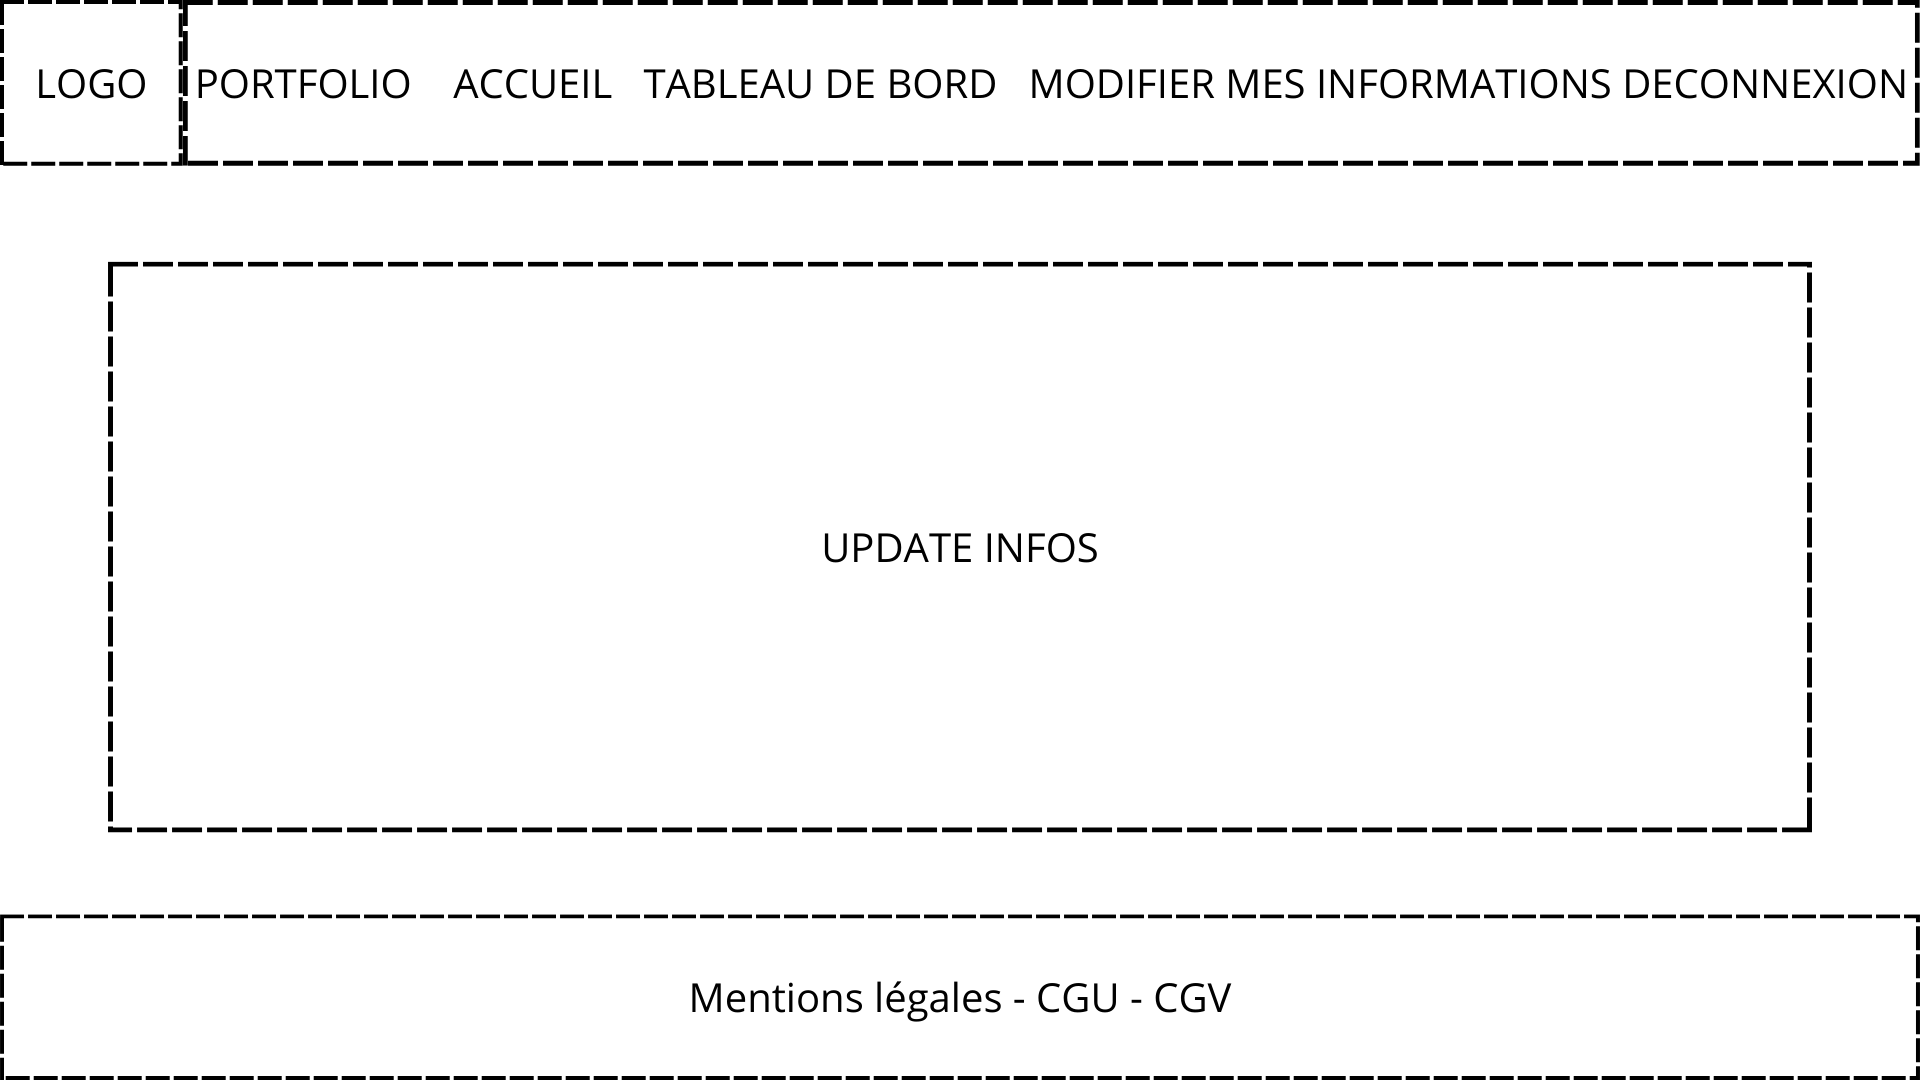 LOGO PORTFOLIO ACCUEIL TABLEAU DE BORD MODIFIER MES INFORMATIONS DECONNEXION
UPDATE INFOS
Mentions légales - CGU - CGV